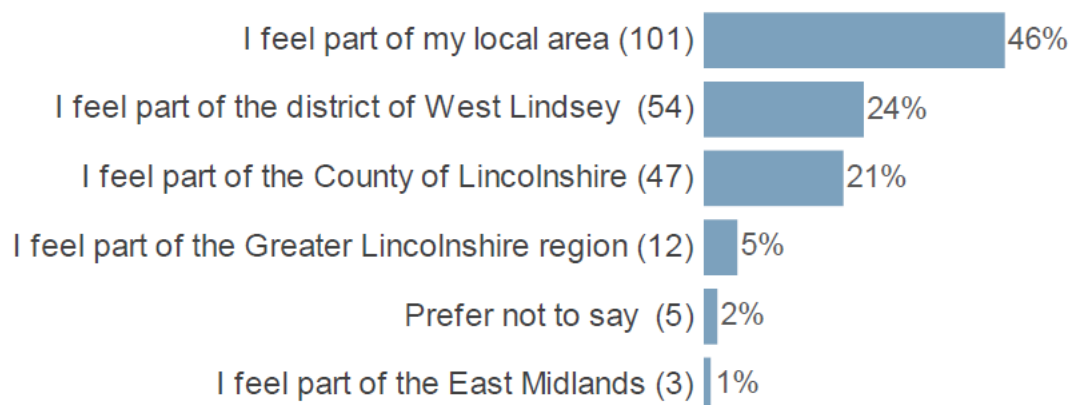 I feel part of my local area (101) 46%
I feel part of the district of West Lindsey (54) 24%
I feel part of the County of Lincolnshire (47) 21%
I feel part of the Greater Lincolnshire region (12) 5%
Prefer not to say (5) 2%
I feel part of the East Midlands (3) 1%